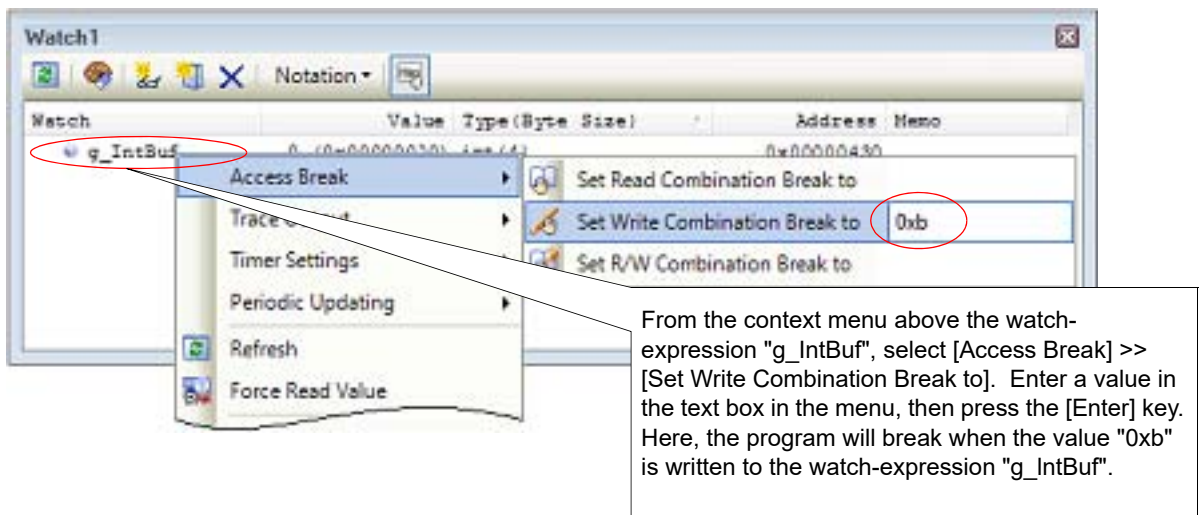 Watch1
Notation
Watch Value Type(Byte Size) Address Memo
g_IntBuf 0x00000430
Access Break Set Read Combination Break to
Trace Set Write Combination Break to 0xb
Timer Settings Set R/W Combination Break to
Periodic Updating
Refresh
Force Read Value
From the context menu above the watch-
expression "g_IntBuf", select [Access Break] >>
[Set Write Combination Break to]. Enter a value in
the text box in the menu, then press the [Enter] key.
Here, the program will break when the value "0xb"
is written to the watch-expression "g_IntBuf".